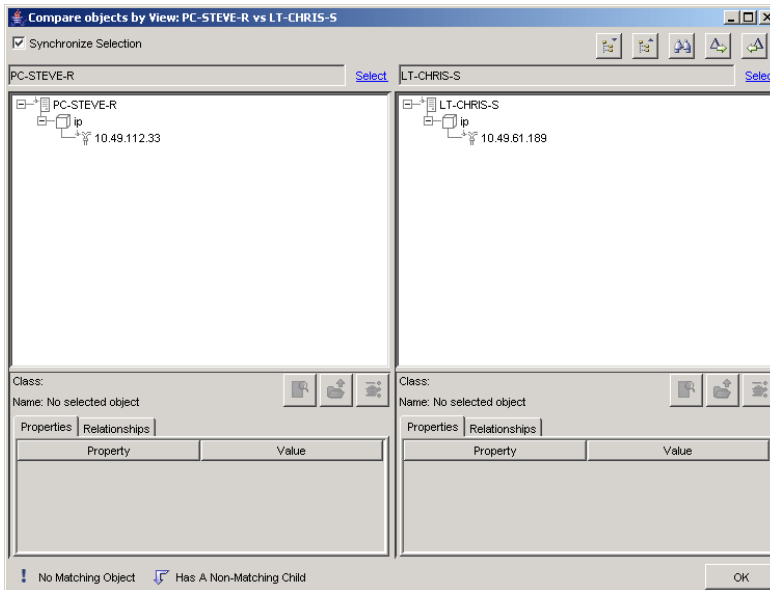 Compare objects by View: PC-STEVE-R vs LT-CHRIS-S
Synchronize Selection
PC-STEVE-R Select LT-CHRIS-S Selec
PC-STEVE-R
ip
10.49.112.33
LT-CHRIS-S
ip
10.49.61.189
Class:
Name: No selected object
Properties Relationships
Property Value
Class:
Name: No selected object
Properties Relationships
Property Value
! No Matching Object Has A Non-Matching Child
OK